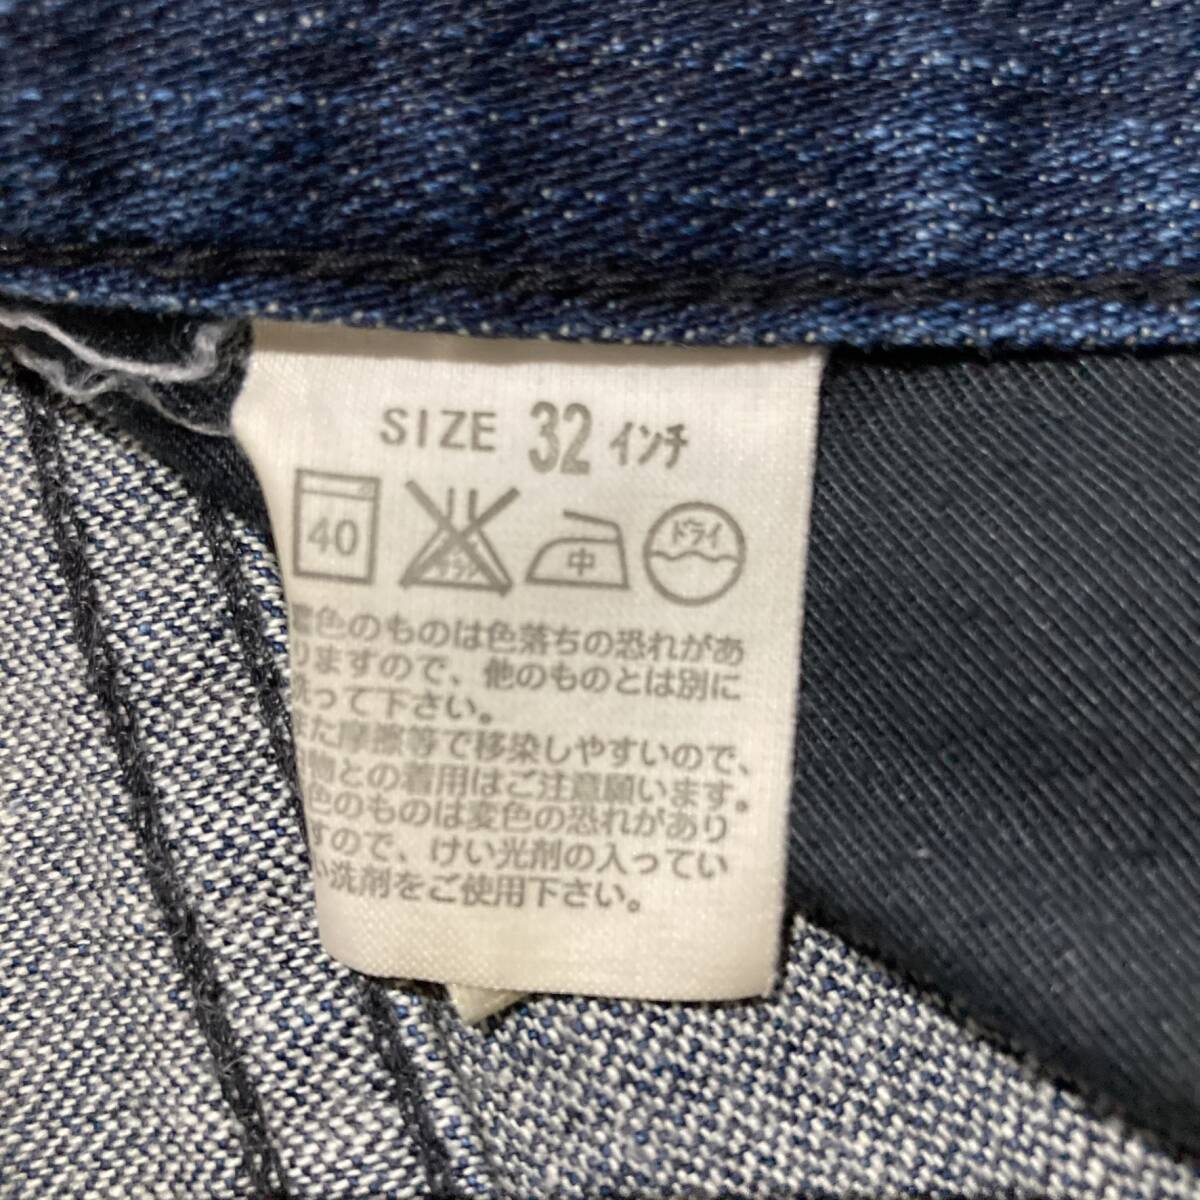 SIZE 32 インチ
40 中 ドライ
色のものは色落ちの恐れがあ
りますので、他のものとは別に
洗って下さい。
た摩擦等で移染しやすいので、
物との着用はご注意願います。
色のものは変色の恐れがあり
すので、けい光剤の入ってい
い洗剤をご使用下さい。